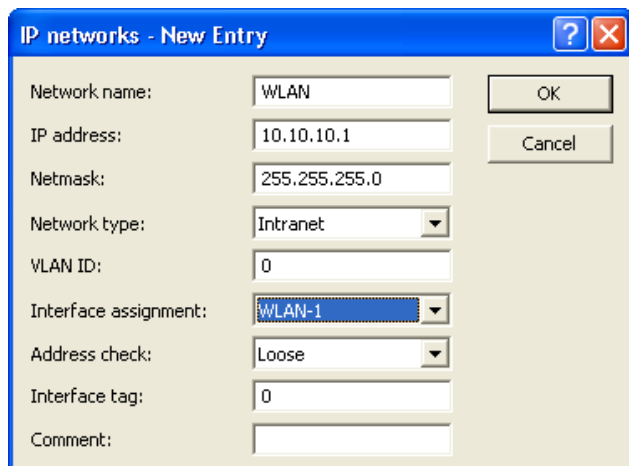 IP networks - New Entry
Network name: WLAN OK
IP address: 10.10.10.1 Cancel
Netmask: 255.255.255.0
Network type: Intranet
VLAN ID: 0
Interface assignment: WLAN-1
Address check: Loose
Interface tag: 0
Comment: